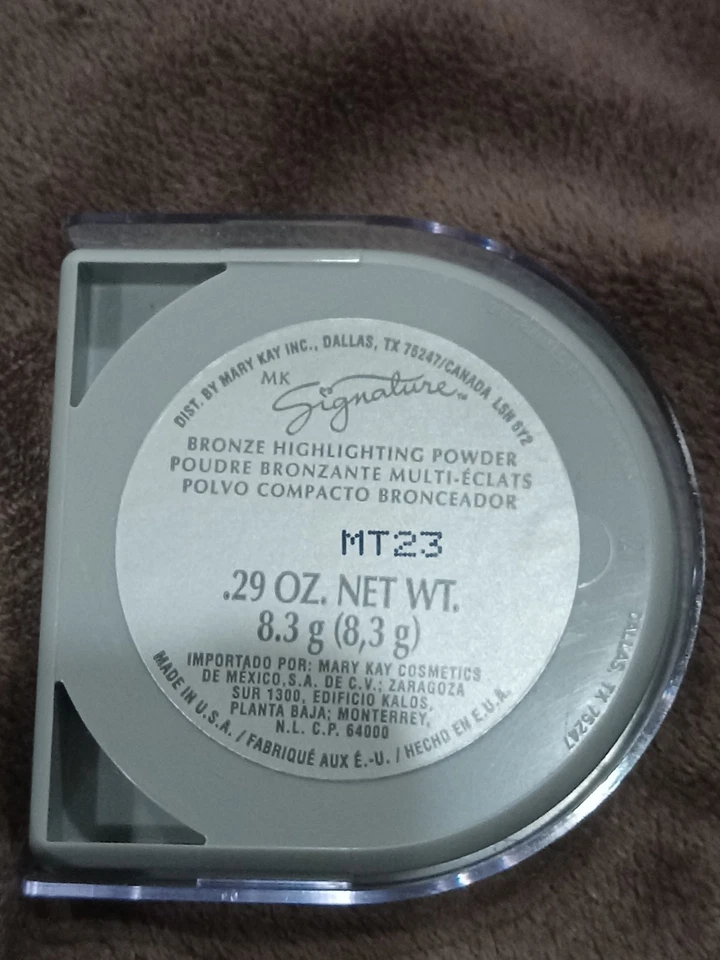 DIST. BY MARY KAY INC., DALLAS, TX 75247/CANADA L5N 5Y2
MK
Signature™
BRONZE HIGHLIGHTING POWDER
POUDRE BRONZANTE MULTI-ÉCLATS
POLVO COMPACTO BRONCEADOR
MT23
.29 OZ. NET WT.
8.3 g (8,3 g)
IMPORTADO POR: MARY KAY COSMETICS
DE MÉXICO,S.A. DE C.V.; ZARAGOZA
SUR 1300, EDIFICIO KALOS,
PLANTA BAJA; MONTERREY,
N.L. C.P. 64000
MADE IN U.S.A. / FABRIQUÉ AUX É.-U. / HECHO EN E.U.A.
DALLAS, TX 75247